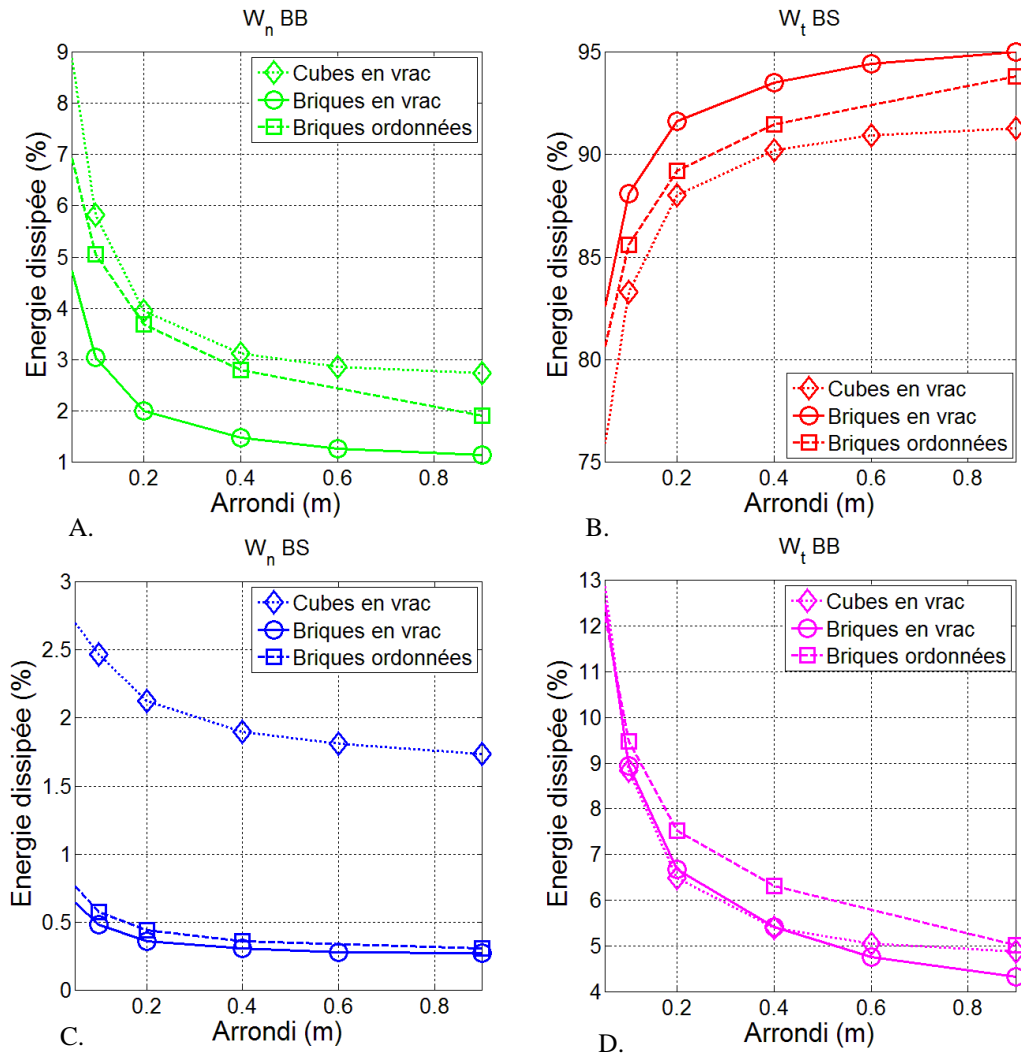 W_n BB
9
8
7
6
5
4
3
2
1
0.2 0.4 0.6 0.8
Energie dissipée (%)
Arrondi (m)
Cubes en vrac
Briques en vrac
Briques ordonnées
A.
W_t BS
95
90
85
80
75
0.2 0.4 0.6 0.8
Energie dissipée (%)
Arrondi (m)
Cubes en vrac
Briques en vrac
Briques ordonnées
B.
W_n BS
3
2.5
2
1.5
1
0.5
0
0.2 0.4 0.6 0.8
Energie dissipée (%)
Arrondi (m)
Cubes en vrac
Briques en vrac
Briques ordonnées
C.
W_t BB
13
12
11
10
9
8
7
6
5
4
0.2 0.4 0.6 0.8
Energie dissipée (%)
Arrondi (m)
Cubes en vrac
Briques en vrac
Briques ordonnées
D.